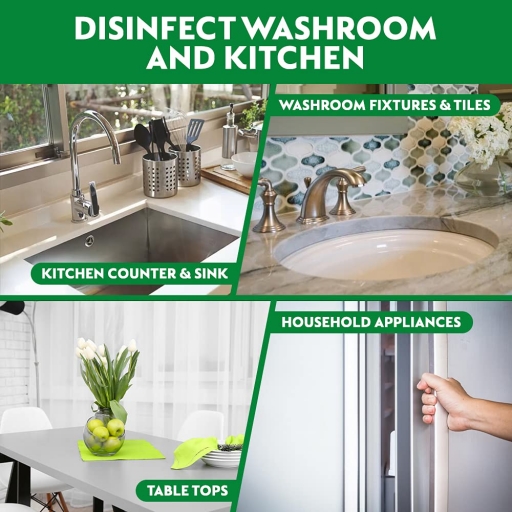 DISINFECT WASHROOM
AND KITCHEN
WASHROOM FIXTURES & TILES
KITCHEN COUNTER & SINK
HOUSEHOLD APPLIANCES
TABLE TOPS